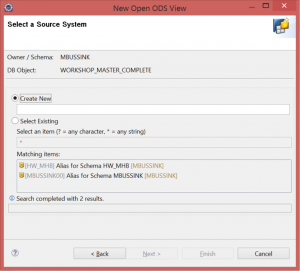 New Open ODS View
Select a Source System
Owner / Schema: MBUSSINK
DB Object: WORKSHOP_MASTER_COMPLETE
Create New
Select Existing
Select an item (? = any character, * = any string)
*
Matching items:
[HW_MHB] Alias for Schema HW_MHB [MBUSSINK]
[MBUSSINK00] Alias for Schema MBUSSINK [MBUSSINK]
Search completed with 2 results.
< Back Next > Finish Cancel